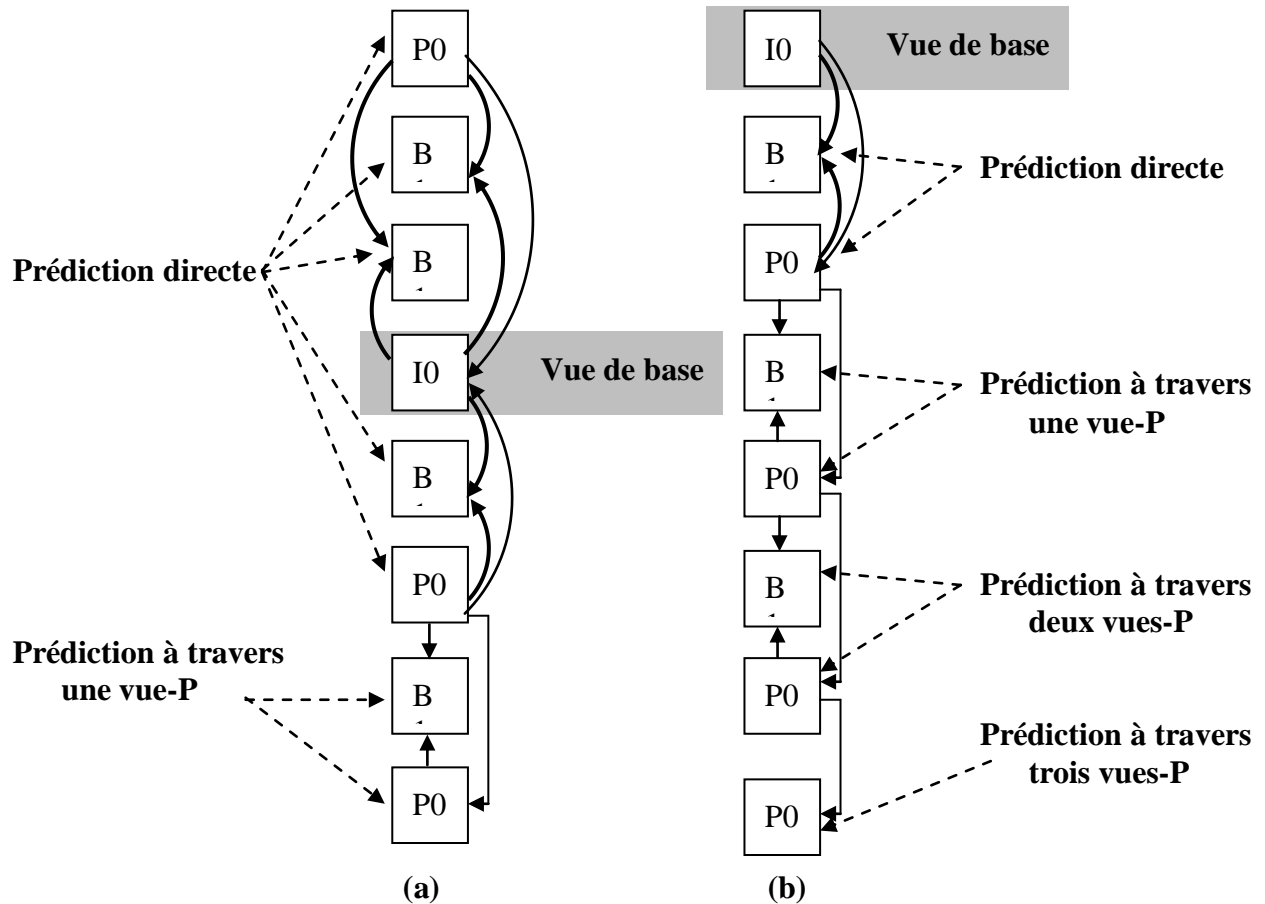 P0
B
B
I0
Vue de base
B
P0
B
P0
Prédiction directe
Prédiction à travers
une vue-P
(a)
I0
Vue de base
B
P0
B
P0
B
P0
P0
Prédiction directe
Prédiction à travers
une vue-P
Prédiction à travers
deux vues-P
Prédiction à travers
trois vues-P
(b)